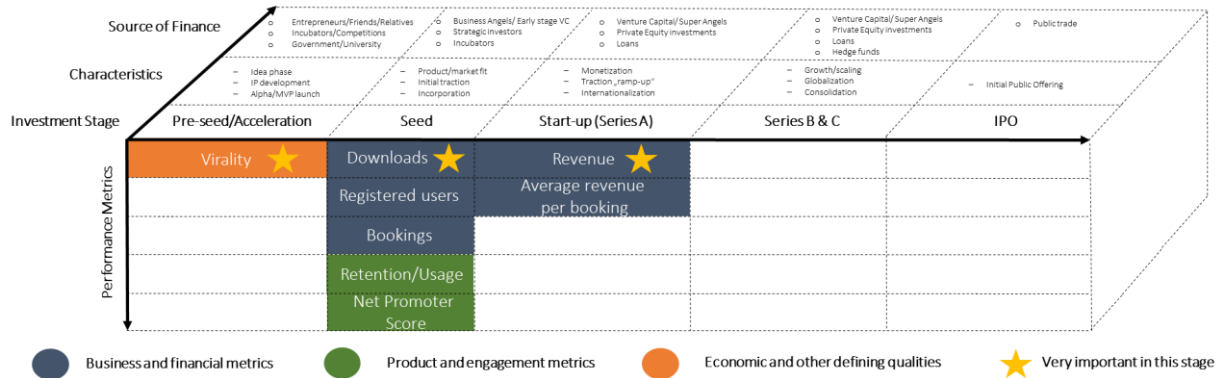 Source of Finance
o Entrepreneurs/Friends/Relatives
o Incubators/Competitions
o Government/University
o Business Angels/ Early stage VC
o Strategic investors
o Incubators
o Venture Capital/Super Angels
o Private Equity investments
o Loans
o Venture Capital/ Super Angels
o Private Equity investments
o Loans
o Hedge funds
o Public trade
Characteristics
– Idea phase
– IP development
– Alpha/MVP launch
– Product/market fit
– Initial traction
– Incorporation
– Monetization
– Traction „ramp-up“
– Internationalization
– Growth/scaling
– Globalization
– Consolidation
– Initial Public Offering
Investment Stage
Pre-seed/Acceleration
Seed
Start-up (Series A)
Series B & C
IPO
Performance Metrics
Virality
Downloads
Revenue
Registered users
Average revenue
per booking
Bookings
Retention/Usage
Net Promoter
Score
Business and financial metrics
Product and engagement metrics
Economic and other defining qualities
Very important in this stage